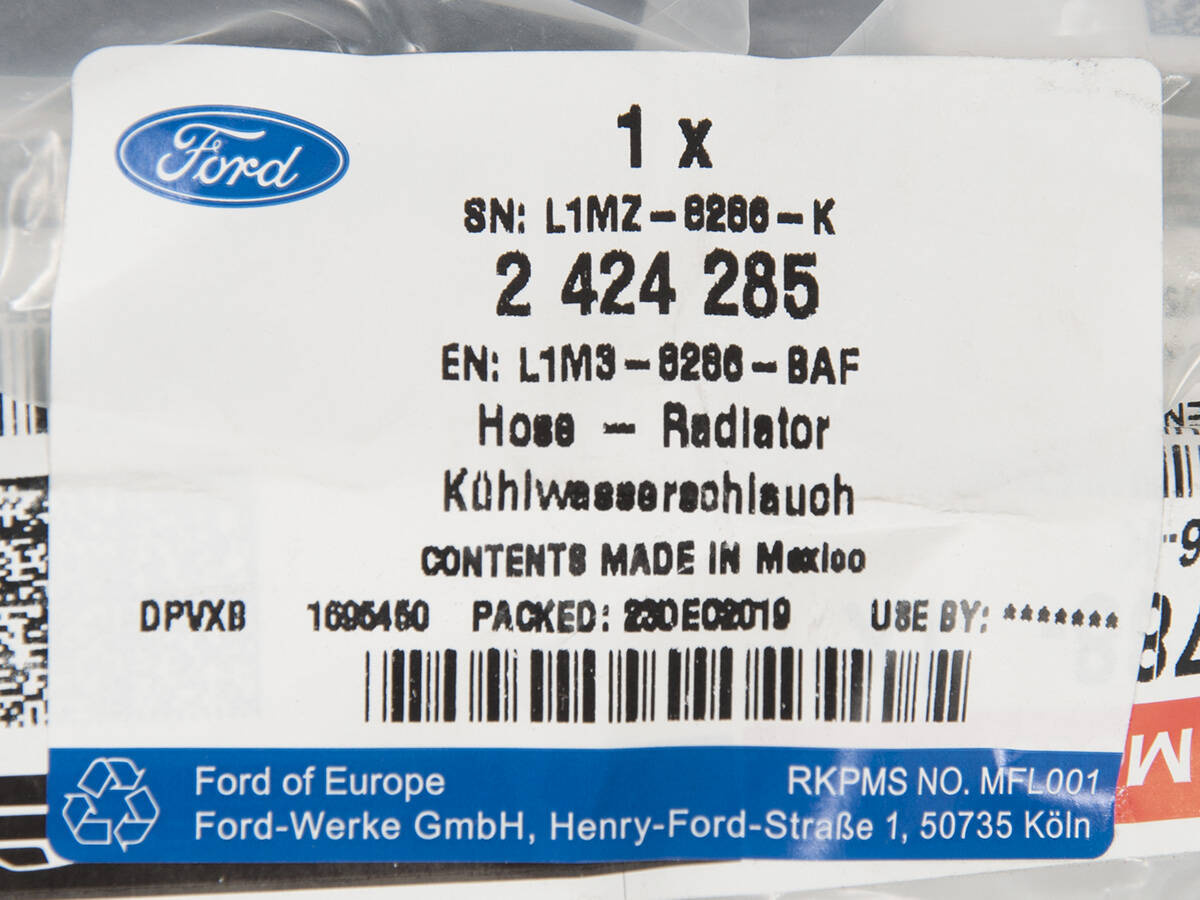 Ford
1 x
SN: L1MZ-8286-K
2 424 285
EN: L1M3-8286-BAF
Hose - Radiator
Kühlwasserschlauch
CONTENTS MADE IN Mexico
DPVXB 1695450 PACKED: 23DEC2019 USE BY: *******
Ford of Europe RKPMS NO. MFL001
Ford-Werke GmbH, Henry-Ford-Straße 1, 50735 Köln
M